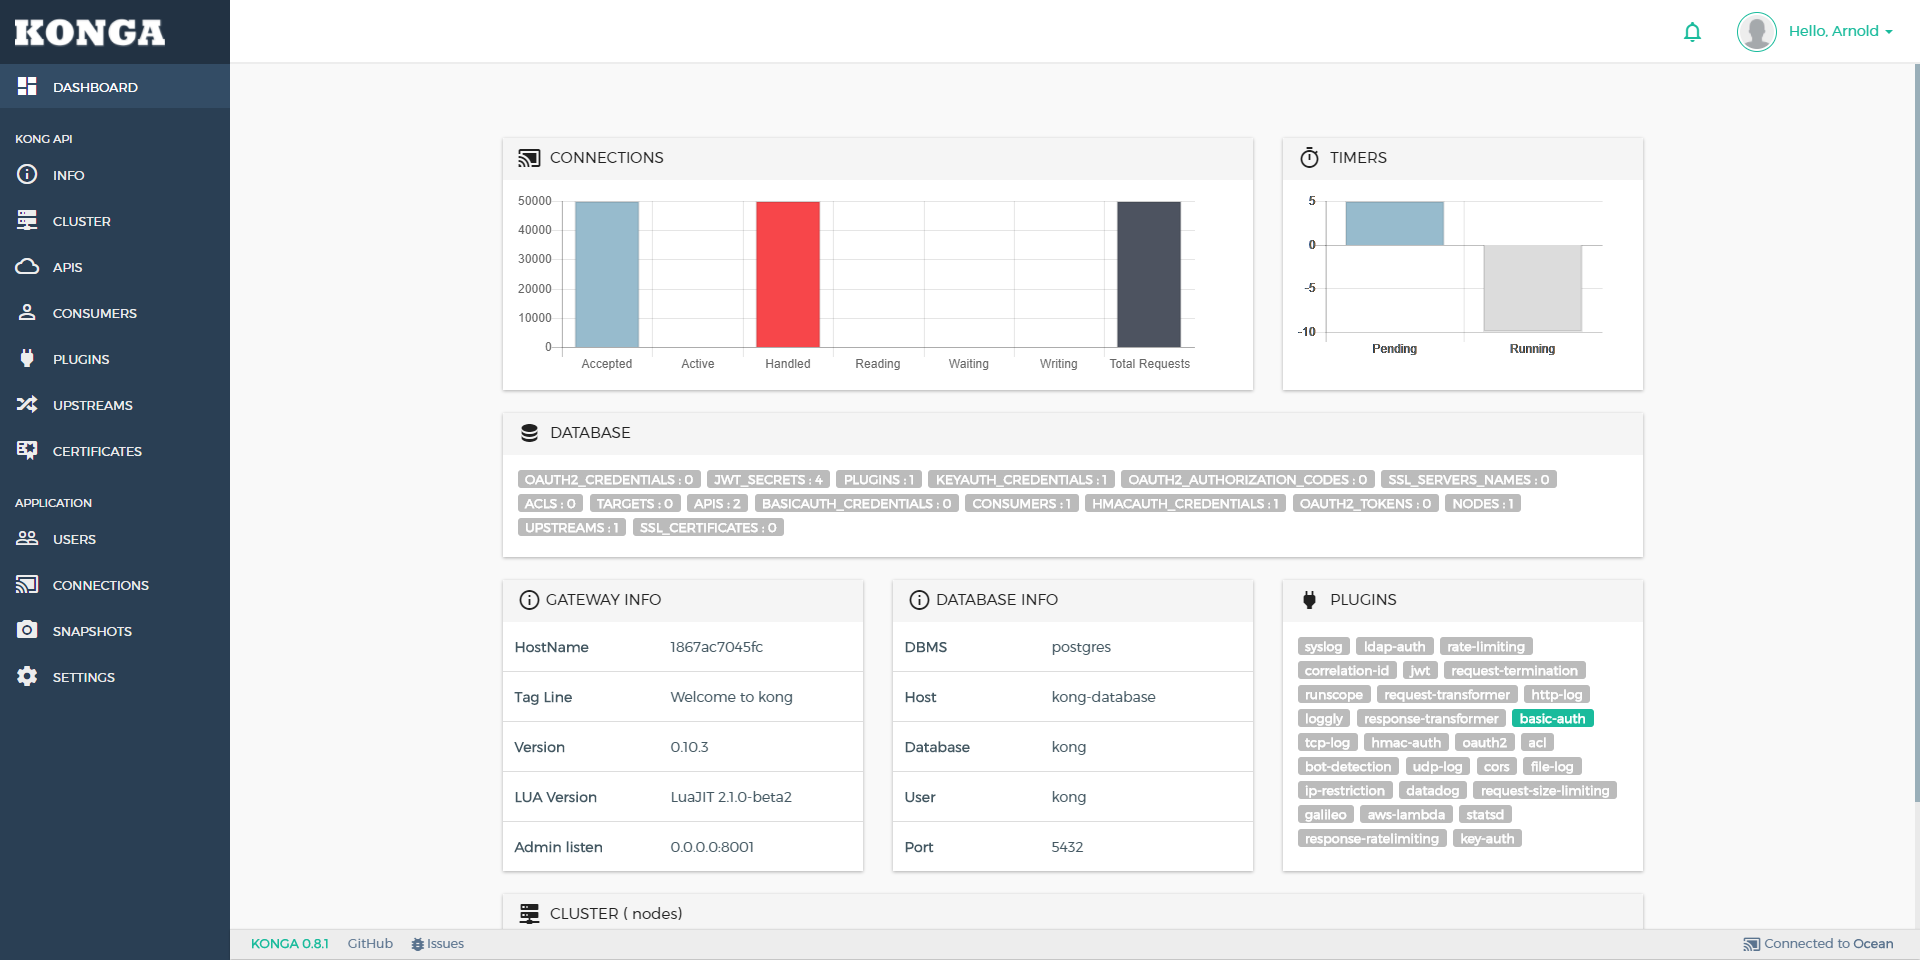 KONGA
Hello, Arnold
DASHBOARD
KONG API
INFO
CLUSTER
APIS
CONSUMERS
PLUGINS
UPSTREAMS
CERTIFICATES
APPLICATION
USERS
CONNECTIONS
SNAPSHOTS
SETTINGS
CONNECTIONS
50000
40000
30000
20000
10000
0
Accepted Active Handled Reading Waiting Writing Total Requests
TIMERS
5
0
-5
-10
Pending Running
DATABASE
OAUTH2_CREDENTIALS : 0 JWT_SECRETS : 4 PLUGINS : 1 KEYAUTH_CREDENTIALS : 1 OAUTH2_AUTHORIZATION_CODES : 0 SSL_SERVERS_NAMES : 0
ACLS : 0 TARGETS : 0 APIS : 2 BASICAUTH_CREDENTIALS : 0 CONSUMERS : 1 HMACAUTH_CREDENTIALS : 1 OAUTH2_TOKENS : 0 NODES : 1
UPSTREAMS : 1 SSL_CERTIFICATES : 0
GATEWAY INFO
HostName 1867ac7045fc
Tag Line Welcome to kong
Version 0.10.3
LUA Version LuaJIT 2.1.0-beta2
Admin listen 0.0.0.0:8001
DATABASE INFO
DBMS postgres
Host kong-database
Database kong
User kong
Port 5432
PLUGINS
syslog ldap-auth rate-limiting
correlation-id jwt request-termination
runscope request-transformer http-log
loggly response-transformer basic-auth
tcp-log hmac-auth oauth2 acl
bot-detection udp-log cors file-log
ip-restriction datadog request-size-limiting
galileo aws-lambda statsd
response-ratelimiting key-auth
CLUSTER ( nodes)
KONGA 0.8.1 GitHub Issues
Connected to Ocean